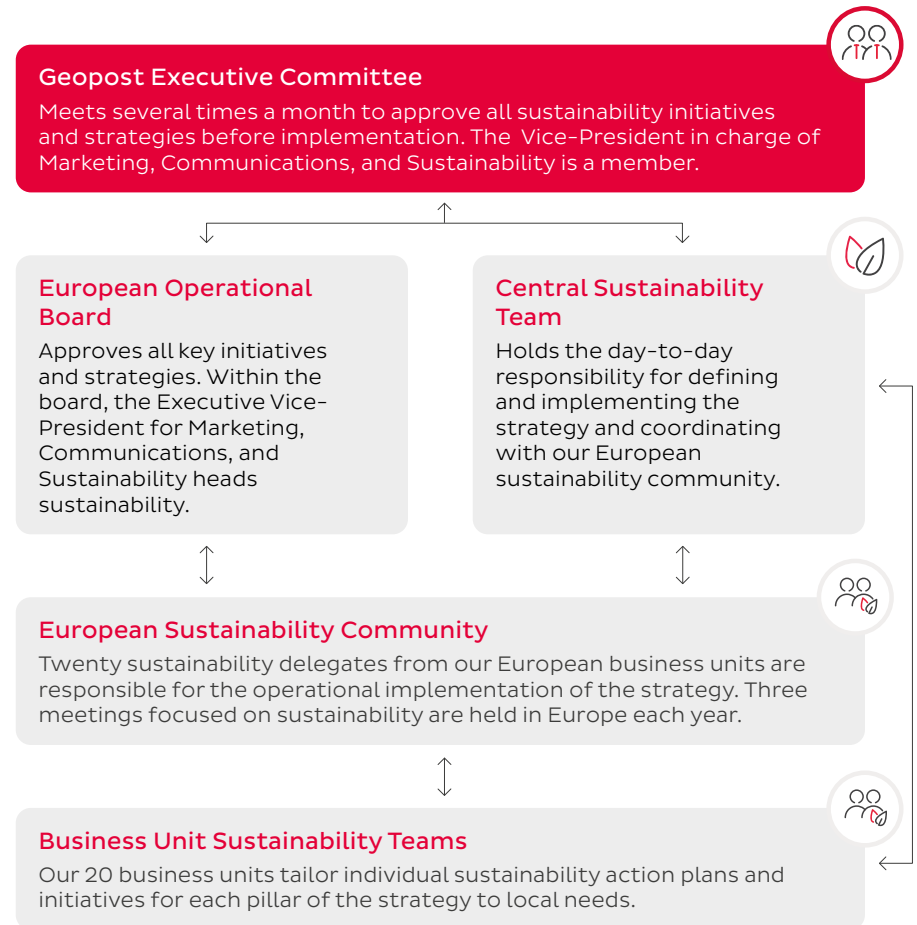 Geopost Executive Committee
Meets several times a month to approve all sustainability initiatives
and strategies before implementation. The Vice-President in charge of
Marketing, Communications, and Sustainability is a member.
European Operational
Board
Approves all key initiatives
and strategies. Within the
board, the Executive Vice-
President for Marketing,
Communications, and
Sustainability heads
sustainability.
Central Sustainability
Team
Holds the day-to-day
responsibility for defining
and implementing the
strategy and coordinating
with our European
sustainability community.
European Sustainability Community
Twenty sustainability delegates from our European business units are
responsible for the operational implementation of the strategy. Three
meetings focused on sustainability are held in Europe each year.
Business Unit Sustainability Teams
Our 20 business units tailor individual sustainability action plans and
initiatives for each pillar of the strategy to local needs.